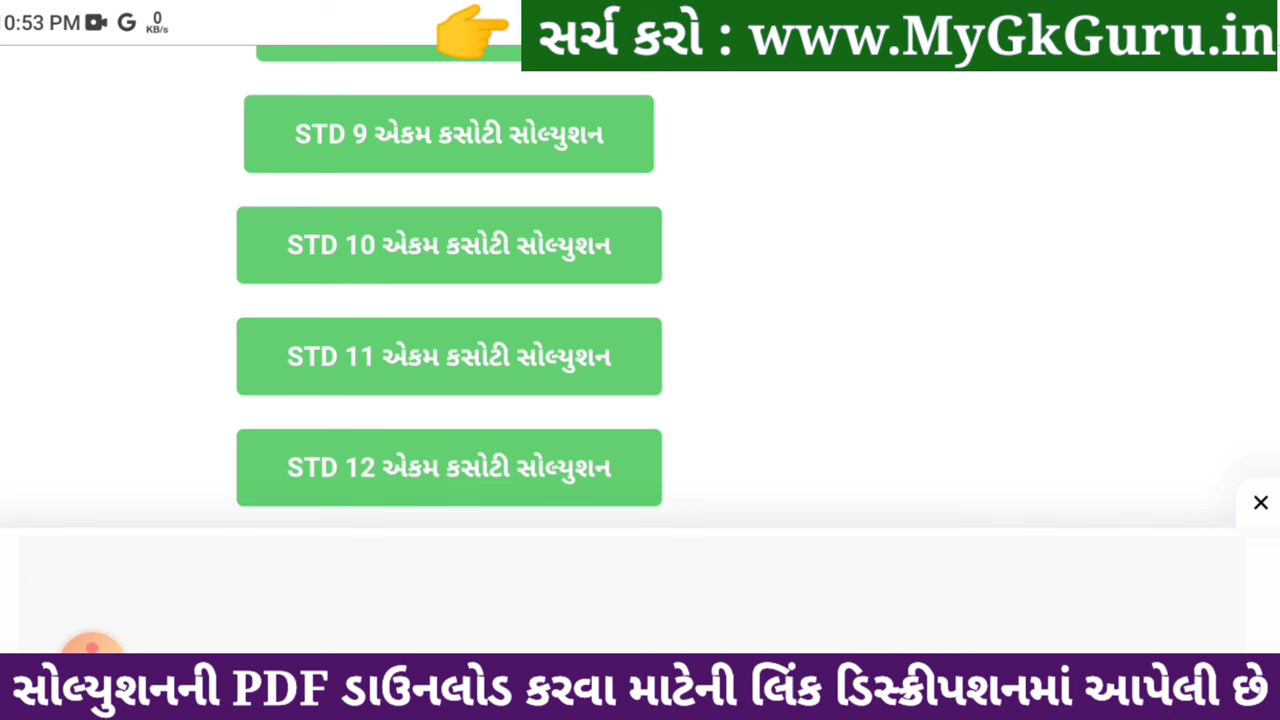 0:53 PM G 0 KB/s
સર્ચ કરો : www.MyGkGuru.in
STD 9 એકમ કસોટી સોલ્યુશન
STD 10 એકમ કસોટી સોલ્યુશન
STD 11 એકમ કસોટી સોલ્યુશન
STD 12 એકમ કસોટી સોલ્યુશન
સોલ્યુશનની PDF ડાઉનલોડ કરવા માટેની લિંક ડિસ્ક્રીપશનમાં આપેલી છે